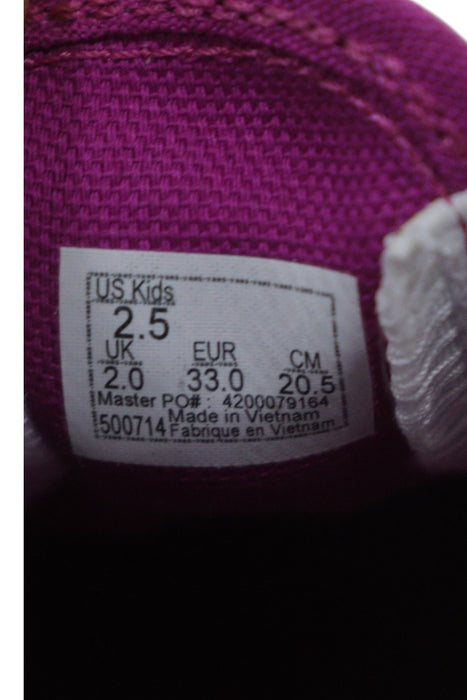 US Kids
2.5
UK EUR CM
2.0 33.0 20.5
Master PO# : 4200079164
500714 Made in Vietnam
Fabrique en Vietnam